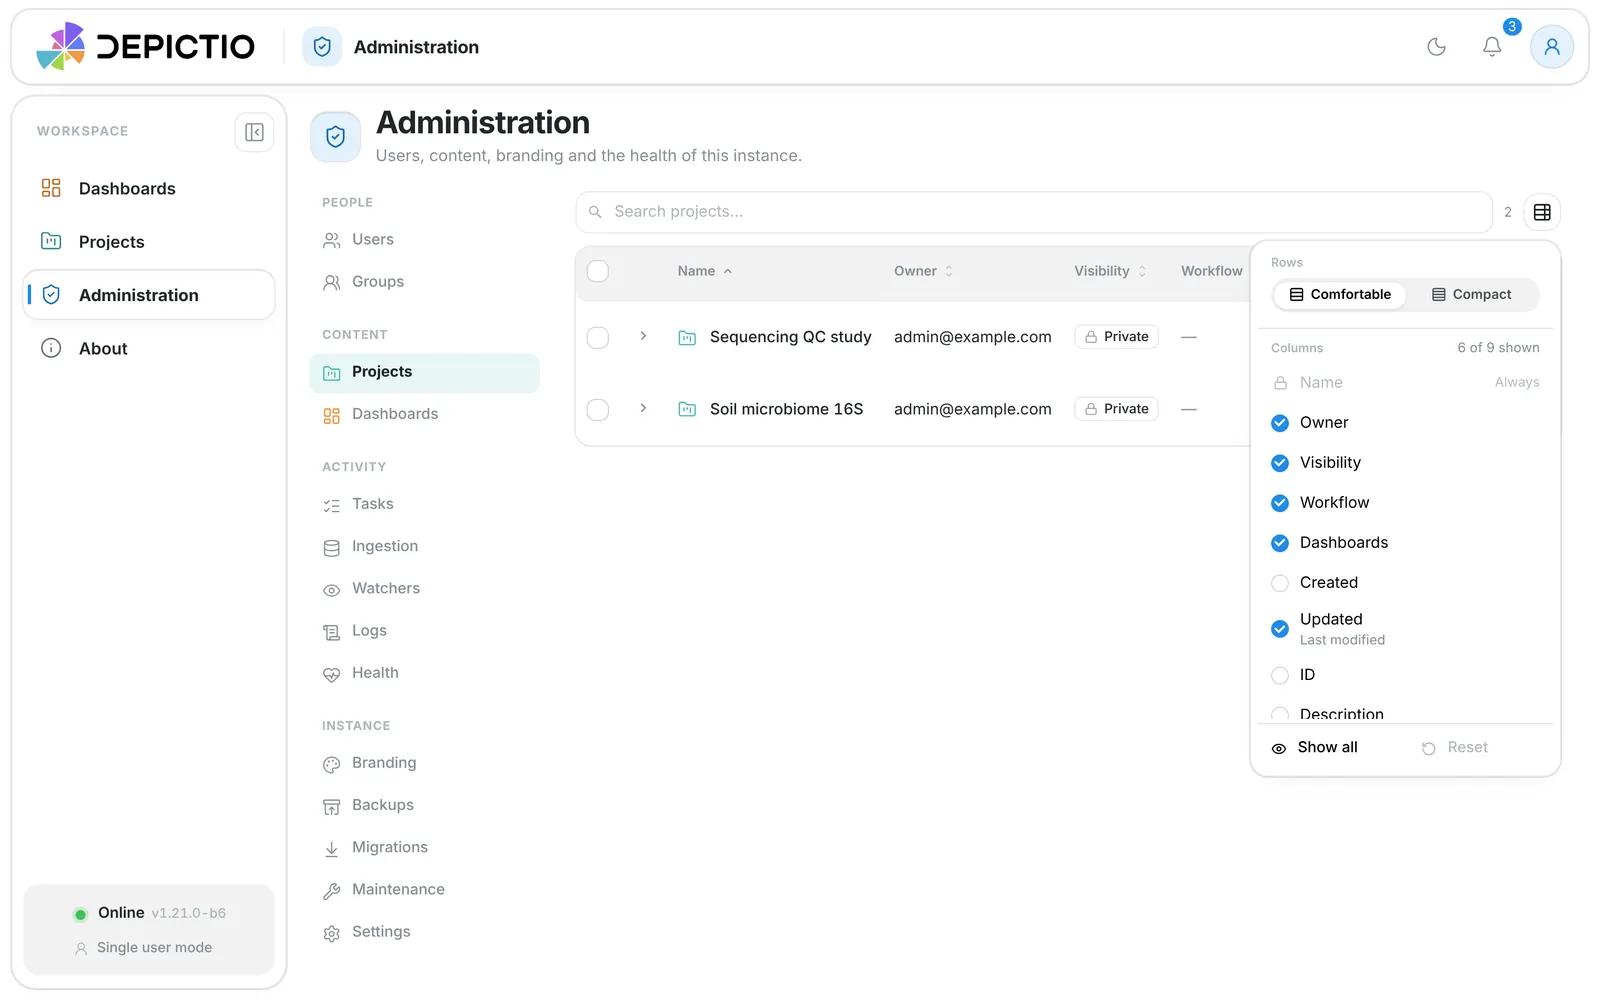 DEPICTIO
Administration
3
WORKSPACE
Dashboards
Projects
Administration
About
Online v1.21.0-b6
Single user mode
Administration
Users, content, branding and the health of this instance.
PEOPLE
Users
Groups
CONTENT
Projects
Dashboards
ACTIVITY
Tasks
Ingestion
Watchers
Logs
Health
INSTANCE
Branding
Backups
Migrations
Maintenance
Settings
Search projects...
2
Name Owner Visibility Workflow
Sequencing QC study admin@example.com Private —
Soil microbiome 16S admin@example.com Private —
Rows
Comfortable Compact
Columns 6 of 9 shown
Name Always
Owner
Visibility
Workflow
Dashboards
Created
Updated
Last modified
ID
Description
Show all Reset